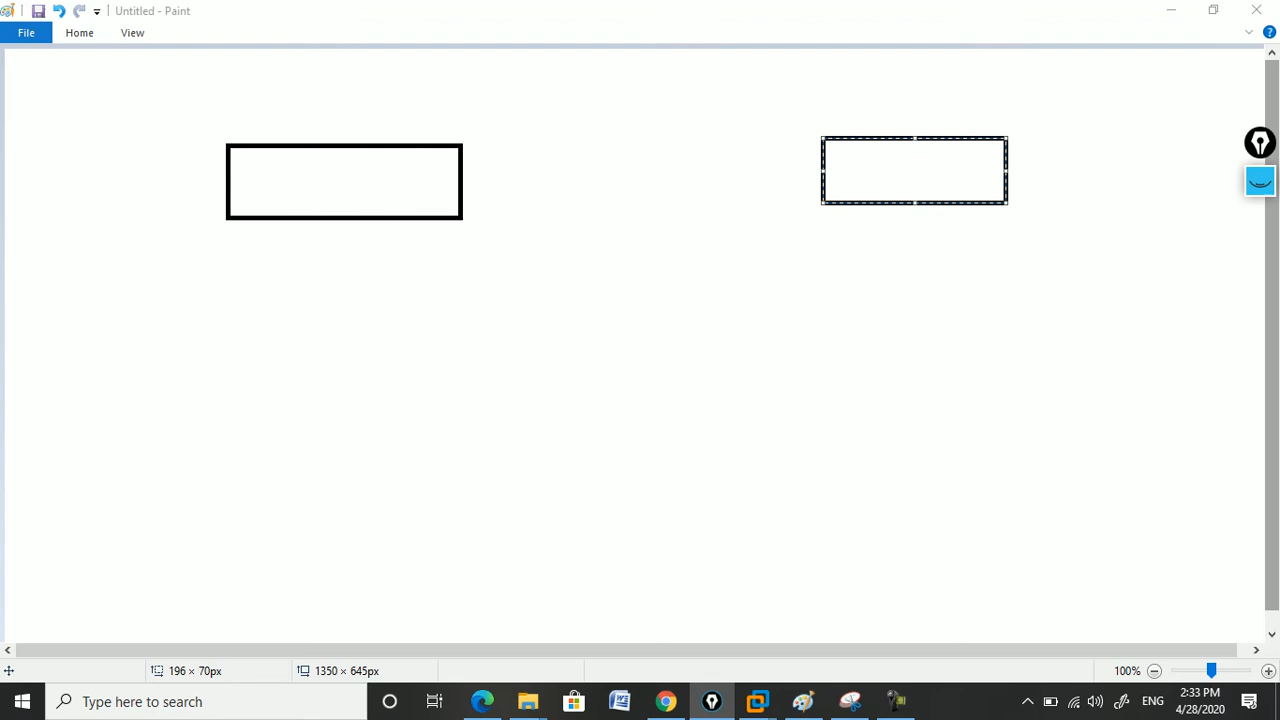 Untitled - Paint
File Home View
196 × 70px 1350 × 645px 100%
Type here to search
ENG
2:33 PM
4/28/2020